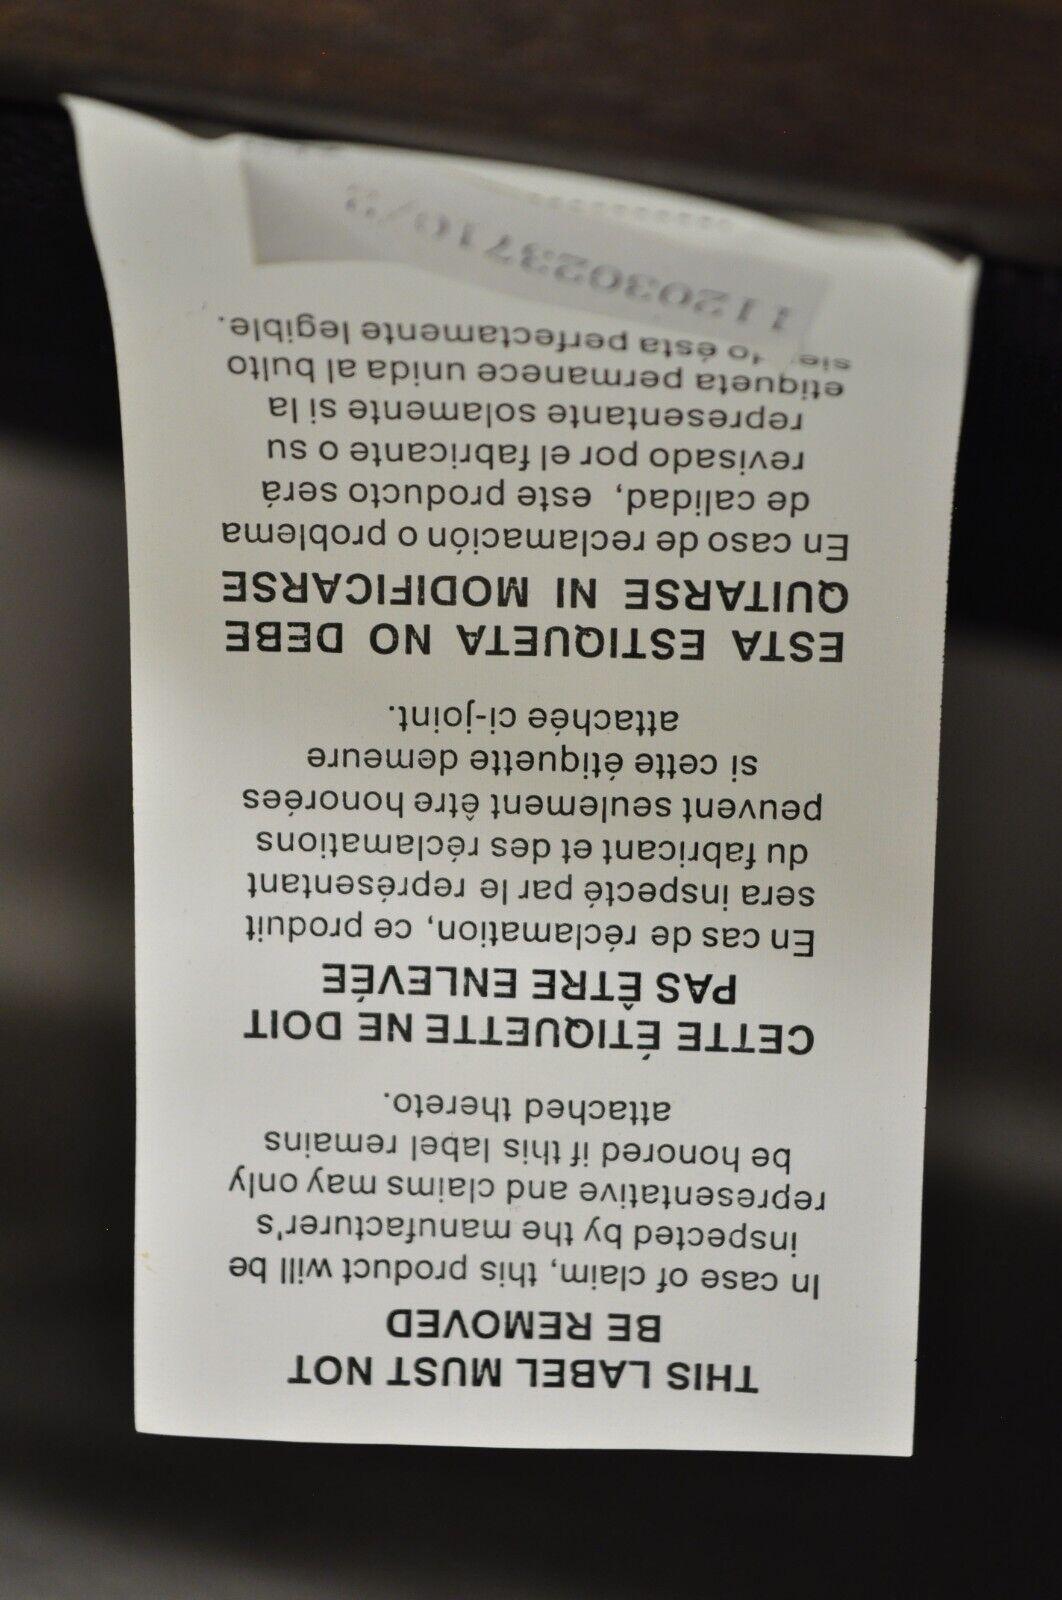 THIS LABEL MUST NOT
BE REMOVED
In case of claim, this product will be
inspected by the manufacturer's
representative and claims may only
be honored if this label remains
attached thereto.
CETTE ÉTIQUETTE NE DOIT
PAS ÊTRE ENLEVÉE
En cas de réclamation, ce produit
sera inspecté par le représentant
du fabricant et des réclamations
peuvent seulement être honorées
si cette étiquette demeure
attachée ci-joint.
ESTA ESTIQUETA NO DEBE
QUITARSE NI MODIFICARSE
En caso de reclamación o problema
de calidad, este producto será
revisado por el fabricante o su
representante solamente si la
etiqueta permanece unida al bulto
ésta perfectamente legible.